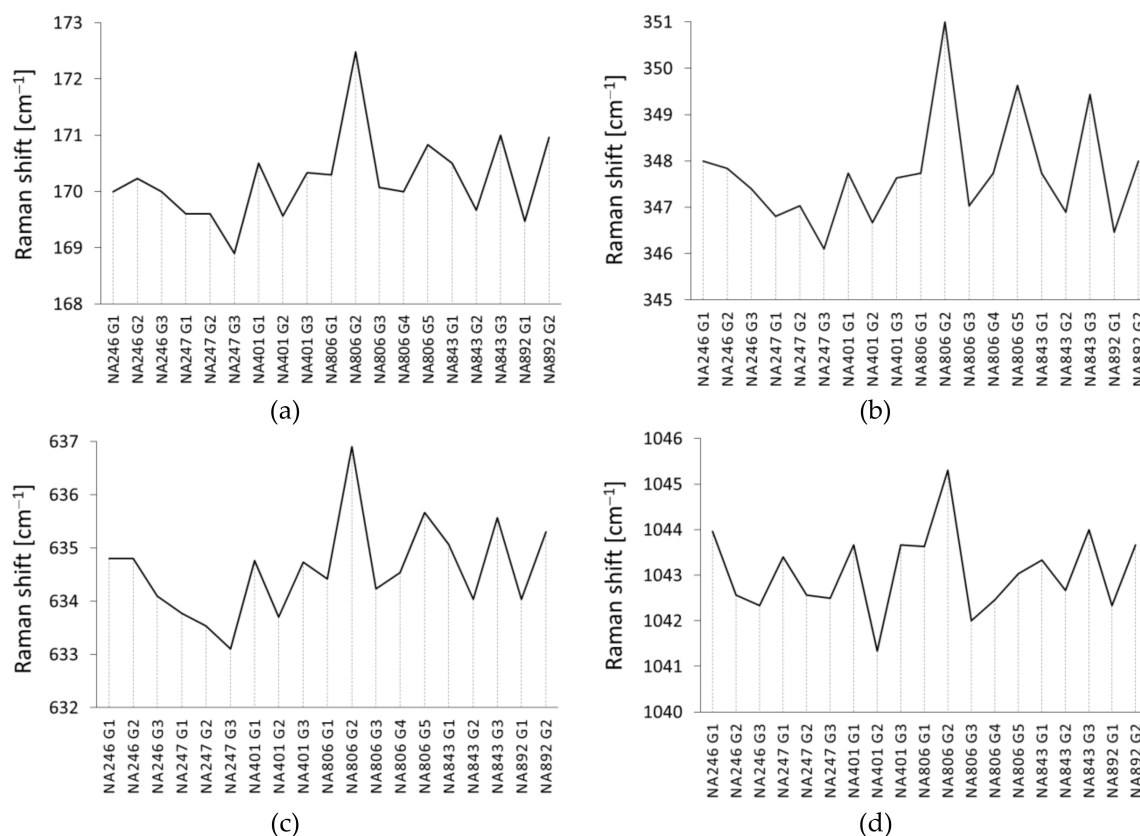 173
172
171
170
169
168
Raman shift [cm⁻¹]
NA246 G1
NA246 G2
NA246 G3
NA247 G1
NA247 G2
NA247 G3
NA401 G1
NA401 G2
NA401 G3
NA806 G1
NA806 G2
NA806 G3
NA806 G4
NA806 G5
NA843 G1
NA843 G2
NA843 G3
NA892 G1
NA892 G2
(a)
351
350
349
348
347
346
345
Raman shift [cm⁻¹]
NA246 G1
NA246 G2
NA246 G3
NA247 G1
NA247 G2
NA247 G3
NA401 G1
NA401 G2
NA401 G3
NA806 G1
NA806 G2
NA806 G3
NA806 G4
NA806 G5
NA843 G1
NA843 G2
NA843 G3
NA892 G1
NA892 G2
(b)
637
636
635
634
633
632
Raman shift [cm⁻¹]
NA246 G1
NA246 G2
NA246 G3
NA247 G1
NA247 G2
NA247 G3
NA401 G1
NA401 G2
NA401 G3
NA806 G1
NA806 G2
NA806 G3
NA806 G4
NA806 G5
NA843 G1
NA843 G2
NA843 G3
NA892 G1
NA892 G2
(c)
1046
1045
1044
1043
1042
1041
1040
Raman shift [cm⁻¹]
NA246 G1
NA246 G2
NA246 G3
NA247 G1
NA247 G2
NA247 G3
NA401 G1
NA401 G2
NA401 G3
NA806 G1
NA806 G2
NA806 G3
NA806 G4
NA806 G5
NA843 G1
NA843 G2
NA843 G3
NA892 G1
NA892 G2
(d)